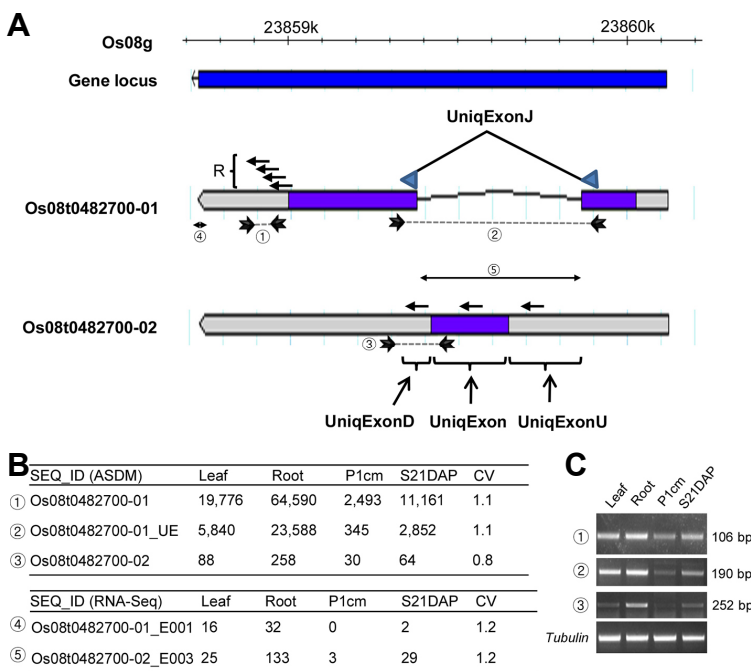 A
Os08g
23859k
23860k
Gene locus
UniqExonJ
R
Os08t0482700-01
④
①
②
⑤
Os08t0482700-02
③
UniqExonD
UniqExon
UniqExonU
B
SEQ_ID (ASDM) Leaf Root P1cm S21DAP CV
① Os08t0482700-01 19,776 64,590 2,493 11,161 1.1
② Os08t0482700-01_UE 5,840 23,588 345 2,852 1.1
③ Os08t0482700-02 88 258 30 64 0.8
SEQ_ID (RNA-Seq) Leaf Root P1cm S21DAP CV
④ Os08t0482700-01_E001 16 32 0 2 1.2
⑤ Os08t0482700-02_E003 25 133 3 29 1.2
C
Leaf Root P1cm S21DAP
① 106 bp
② 190 bp
③ 252 bp
Tubulin